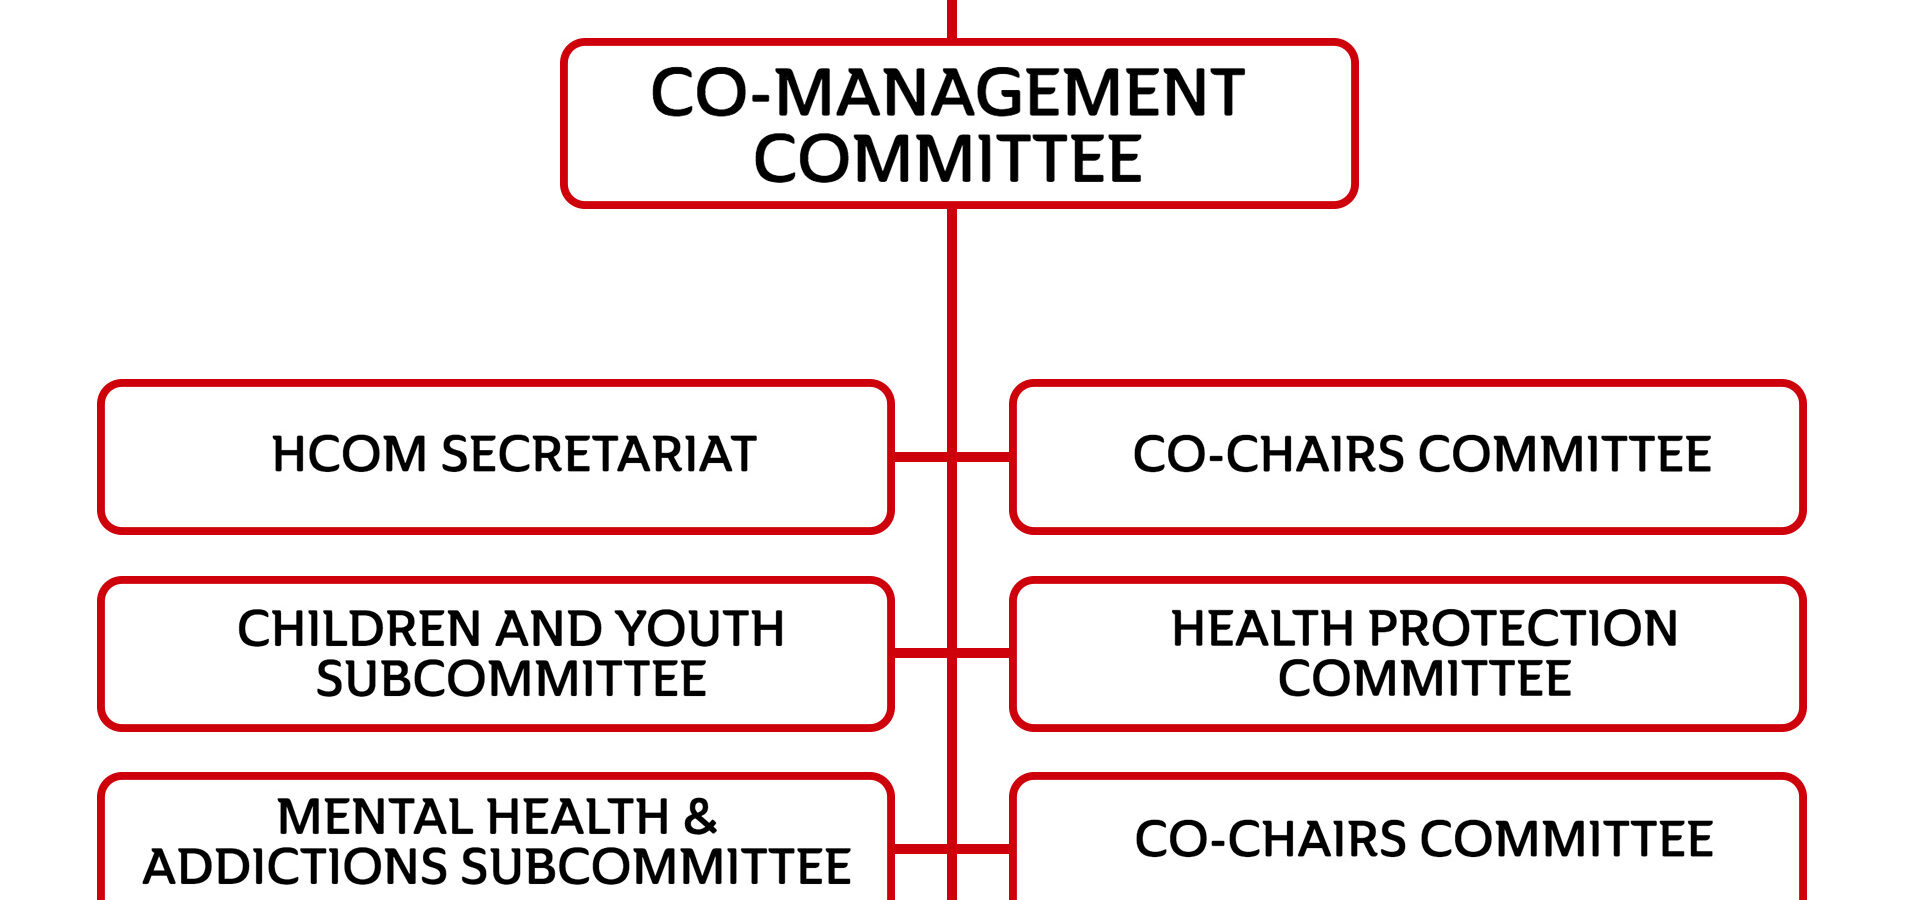 CO-MANAGEMENT
COMMITTEE
HCOM SECRETARIAT
CO-CHAIRS COMMITTEE
CHILDREN AND YOUTH
SUBCOMMITTEE
HEALTH PROTECTION
COMMITTEE
MENTAL HEALTH &
ADDICTIONS SUBCOMMITTEE
CO-CHAIRS COMMITTEE